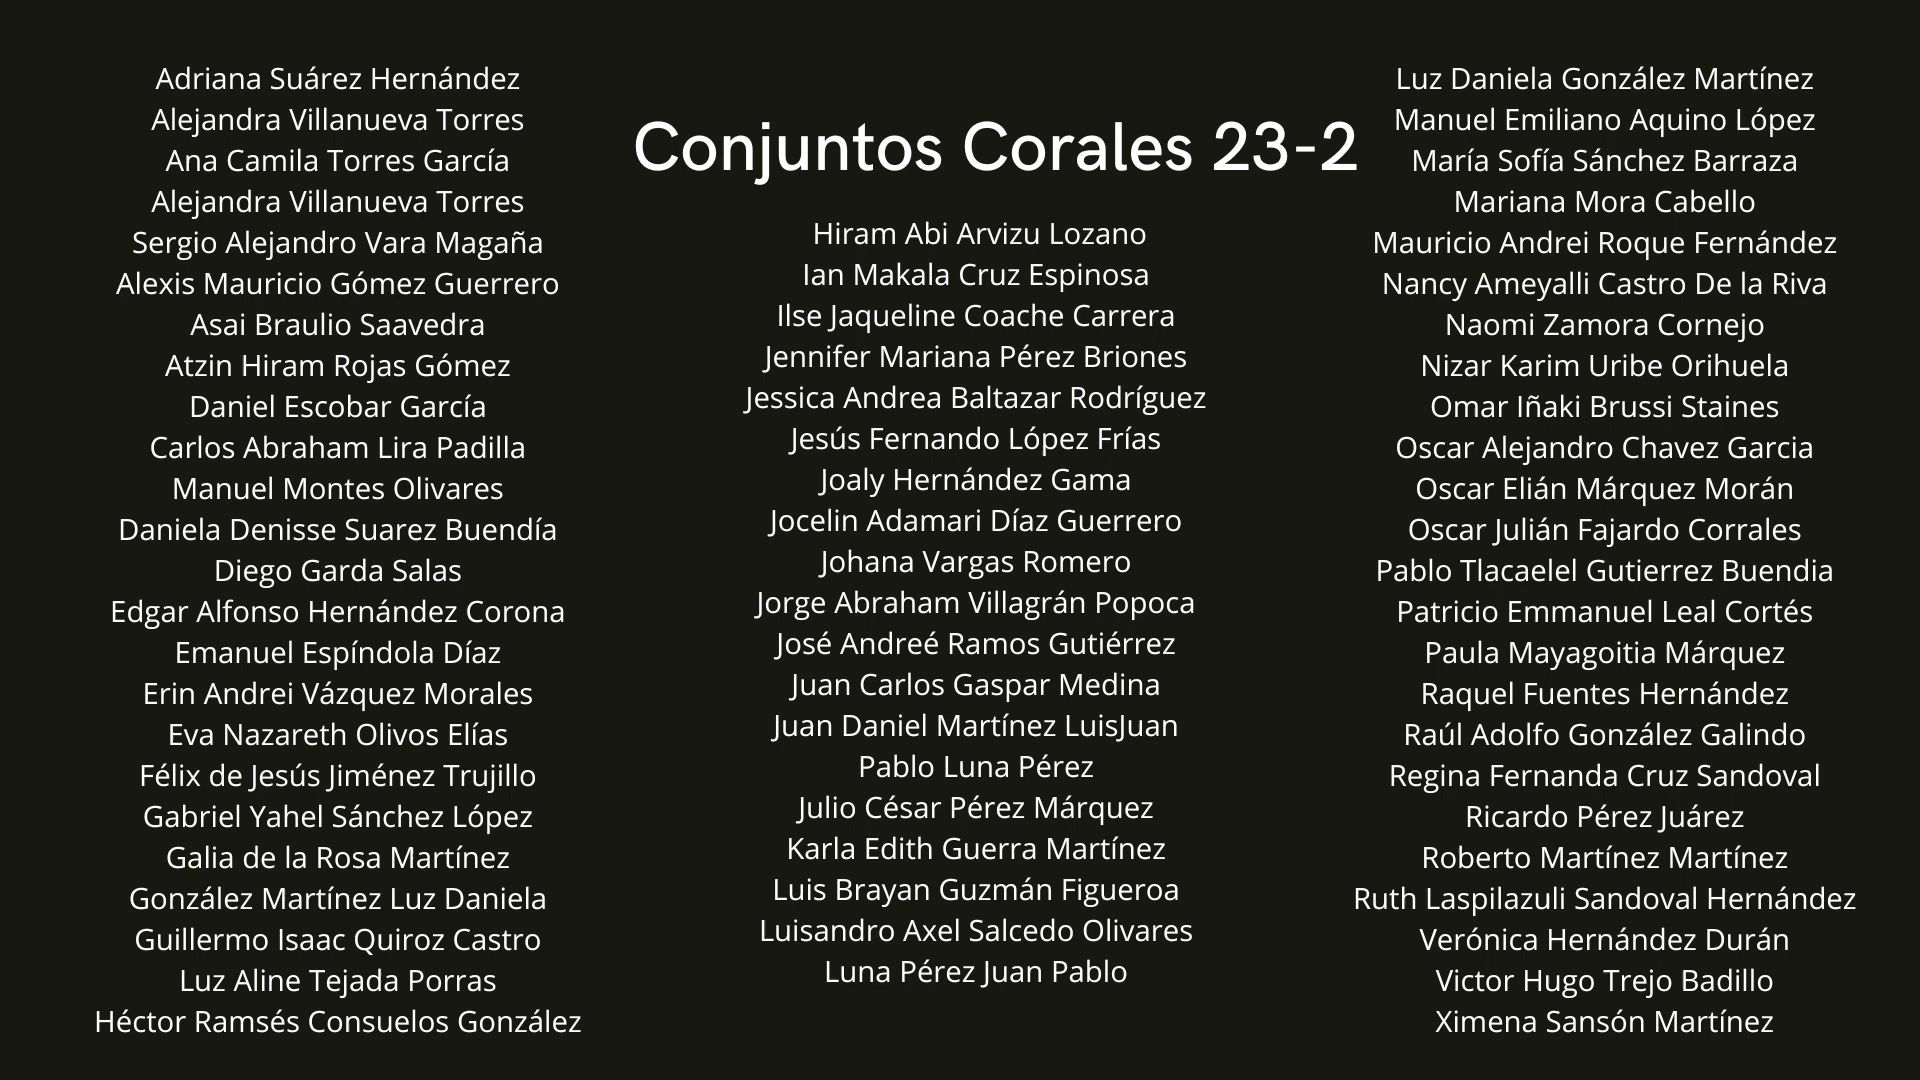 Conjuntos Corales 23-2
Adriana Suárez Hernández
Alejandra Villanueva Torres
Ana Camila Torres García
Alejandra Villanueva Torres
Sergio Alejandro Vara Magaña
Alexis Mauricio Gómez Guerrero
Asai Braulio Saavedra
Atzin Hiram Rojas Gómez
Daniel Escobar García
Carlos Abraham Lira Padilla
Manuel Montes Olivares
Daniela Denisse Suarez Buendía
Diego Garda Salas
Edgar Alfonso Hernández Corona
Emanuel Espíndola Díaz
Erin Andrei Vázquez Morales
Eva Nazareth Olivos Elías
Félix de Jesús Jiménez Trujillo
Gabriel Yahel Sánchez López
Galia de la Rosa Martínez
González Martínez Luz Daniela
Guillermo Isaac Quiroz Castro
Luz Aline Tejada Porras
Héctor Ramsés Consuelos González
Hiram Abi Arvizu Lozano
Ian Makala Cruz Espinosa
Ilse Jaqueline Coache Carrera
Jennifer Mariana Pérez Briones
Jessica Andrea Baltazar Rodríguez
Jesús Fernando López Frías
Joaly Hernández Gama
Jocelin Adamari Díaz Guerrero
Johana Vargas Romero
Jorge Abraham Villagrán Popoca
José Andreé Ramos Gutiérrez
Juan Carlos Gaspar Medina
Juan Daniel Martínez LuisJuan
Pablo Luna Pérez
Julio César Pérez Márquez
Karla Edith Guerra Martínez
Luis Brayan Guzmán Figueroa
Luisandro Axel Salcedo Olivares
Luna Pérez Juan Pablo
Luz Daniela González Martínez
Manuel Emiliano Aquino López
María Sofía Sánchez Barraza
Mariana Mora Cabello
Mauricio Andrei Roque Fernández
Nancy Ameyalli Castro De la Riva
Naomi Zamora Cornejo
Nizar Karim Uribe Orihuela
Omar Iñaki Brussi Staines
Oscar Alejandro Chavez Garcia
Oscar Elián Márquez Morán
Oscar Julián Fajardo Corrales
Pablo Tlacaelel Gutierrez Buendia
Patricio Emmanuel Leal Cortés
Paula Mayagoitia Márquez
Raquel Fuentes Hernández
Raúl Adolfo González Galindo
Regina Fernanda Cruz Sandoval
Ricardo Pérez Juárez
Roberto Martínez Martínez
Ruth Laspilazuli Sandoval Hernández
Verónica Hernández Durán
Victor Hugo Trejo Badillo
Ximena Sansón Martínez